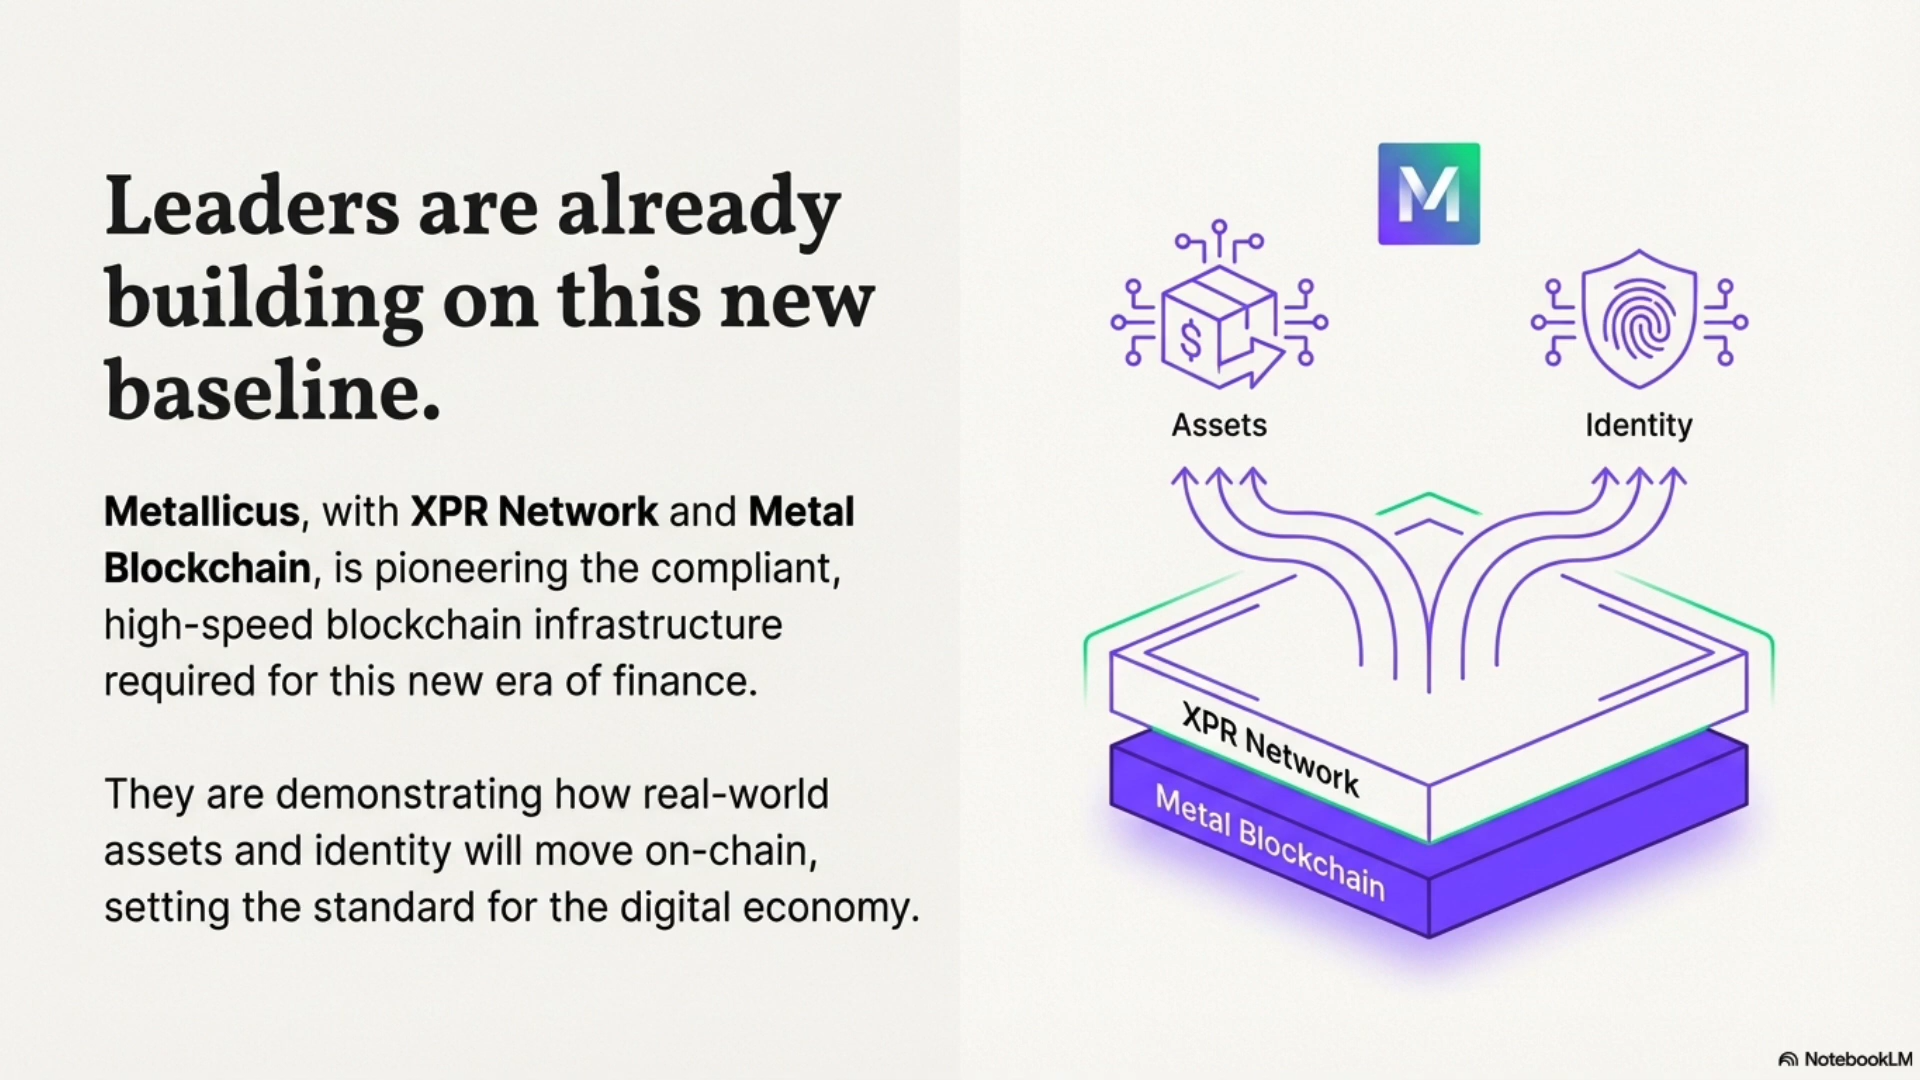 Leaders are already
building on this new
baseline.
Metallicus, with XPR Network and Metal
Blockchain, is pioneering the compliant,
high-speed blockchain infrastructure
required for this new era of finance.
They are demonstrating how real-world
assets and identity will move on-chain,
setting the standard for the digital economy.
M
$
Assets
Identity
XPR Network
Metal Blockchain
NotebookLM